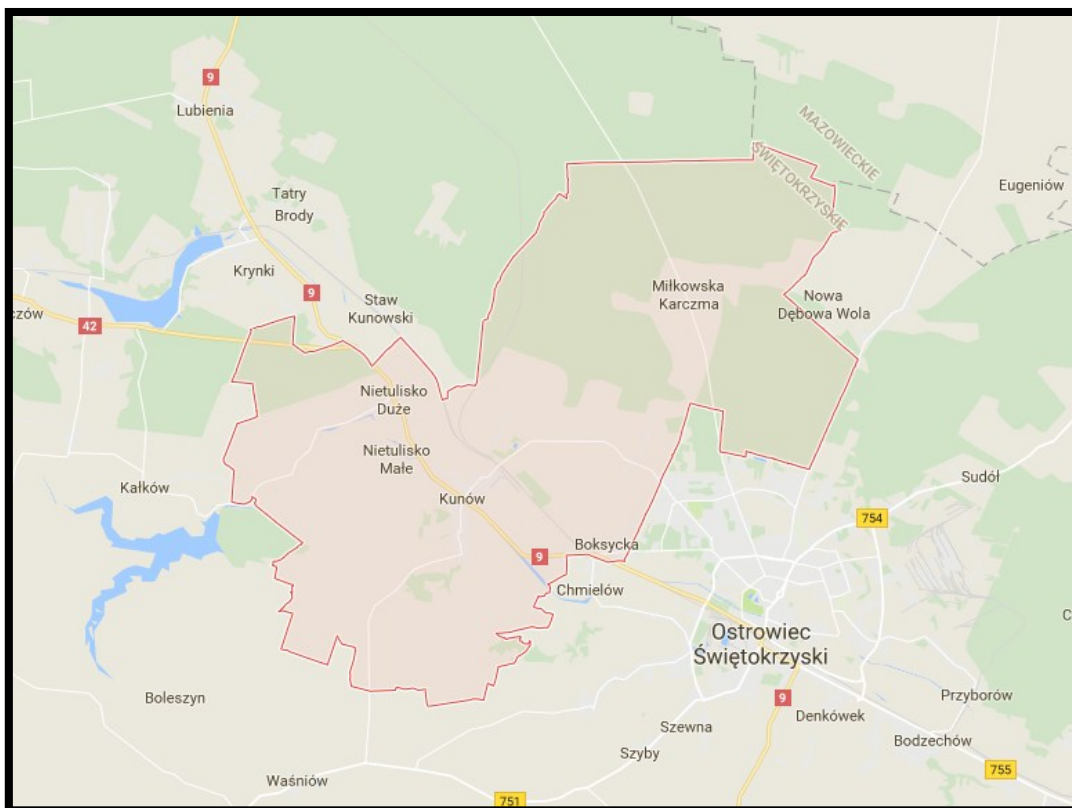 9
Lubienia
MAZOWIECKIE
ŚWIĘTOKRZYSKIE
Eugeniów
Tatry
Brody
Krynki
9
Staw
Kunowski
Miłkowska
Karczma
Nowa
Dębowa Wola
czów
42
Nietulisko
Duże
Nietulisko
Małe
Kałków
Kunów
Sudół
754
Boksycka
9
Chmielów
C
Ostrowiec
Świętokrzyski
Boleszyn
9
Przyborów
Denkówek
Szewna
Bodzechów
Szyby
755
Waśniów
751